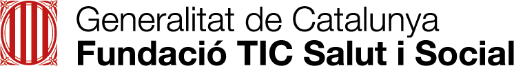 Generalitat de Catalunya
Fundació TIC Salut i Social